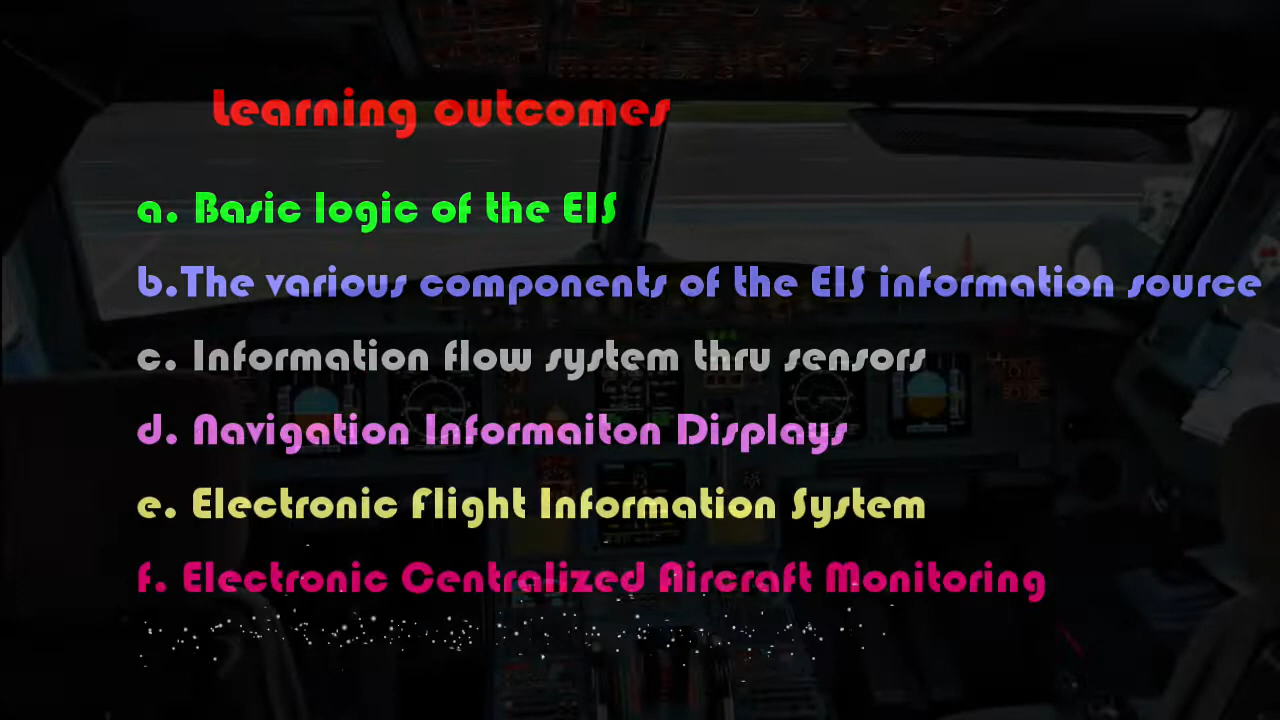 Learning outcomes
a. Basic logic of the EIS
b.The various components of the EIS information source
c. Information flow system thru sensors
d. Navigation Informaiton Displays
e. Electronic Flight Information System
f. Electronic Centralized Aircraft Monitoring